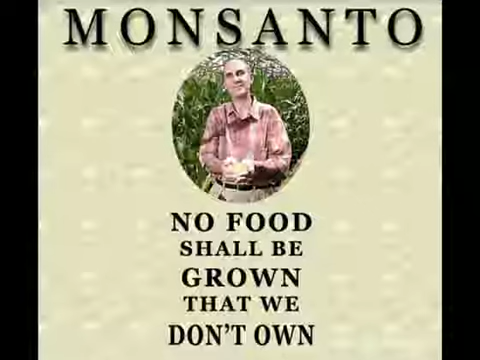 MONSANTO
NO FOOD
SHALL BE
GROWN
THAT WE
DON'T OWN